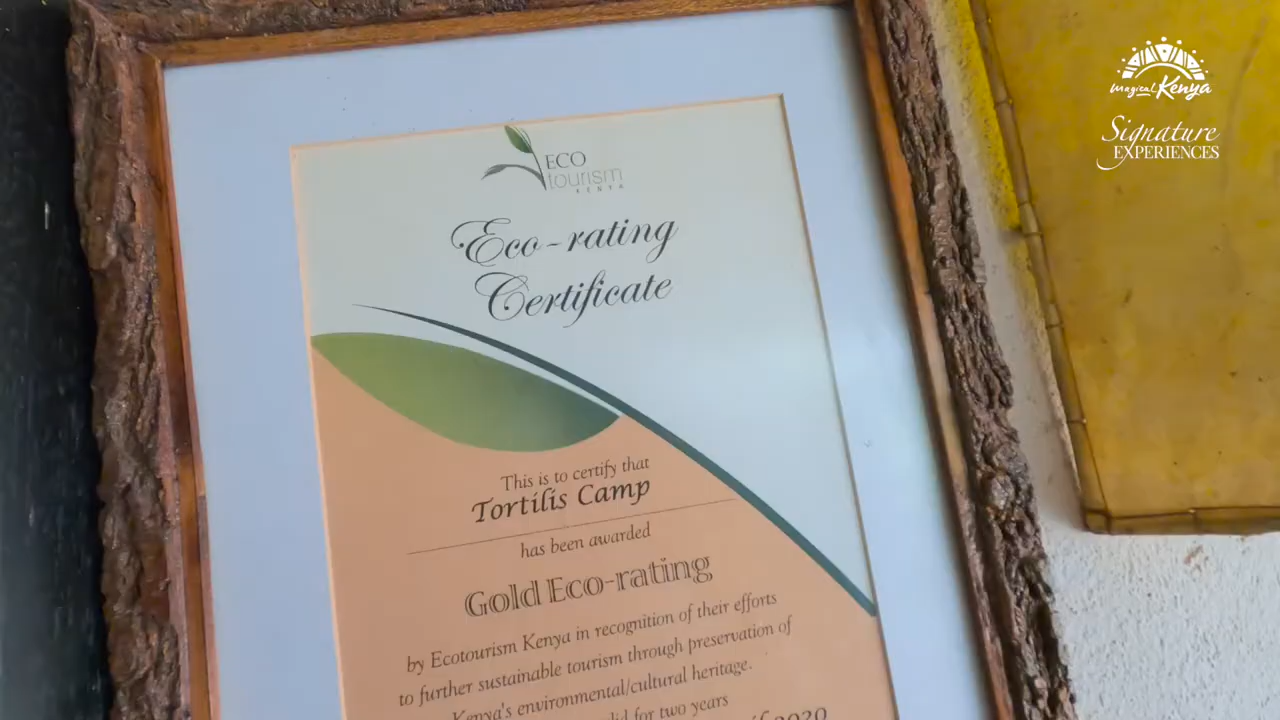 Magical Kenya
Signature
EXPERIENCES
ECO
tourism
KENYA
Eco-rating
Certificate
This is to certify that
Tortilis Camp
has been awarded
Gold Eco-rating
by Ecotourism Kenya in recognition of their efforts
to further sustainable tourism through preservation of
Kenya's environmental/cultural heritage.
for two years
2020